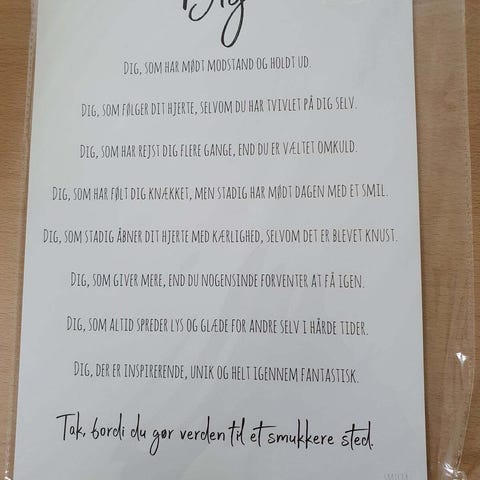 Dig
DIG, SOM HAR MØDT MODSTAND OG HOLDT UD.
DIG, SOM FØLGER DIT HJERTE, SELVOM DU HAR TVIVLET PÅ DIG SELV.
DIG, SOM HAR REJST DIG FLERE GANGE, END DU ER VÆLTET OMKULD.
DIG, SOM HAR FØLT DIG KNÆKKET, MEN STADIG HAR MØDT DAGEN MED ET SMIL.
DIG, SOM STADIG ÅBNER DIT HJERTE MED KÆRLIGHED, SELVOM DET ER BLEVET KNUST.
DIG, SOM GIVER MERE, END DU NOGENSINDE FORVENTER AT FÅ IGEN.
DIG, SOM ALTID SPREDER LYS OG GLÆDE FOR ANDRE SELV I HÅRDE TIDER.
DIG, DER ER INSPIRERENDE, UNIK OG HELT IGENNEM FANTASTISK.
Tak, fordi du gør verden til et smukkere sted.